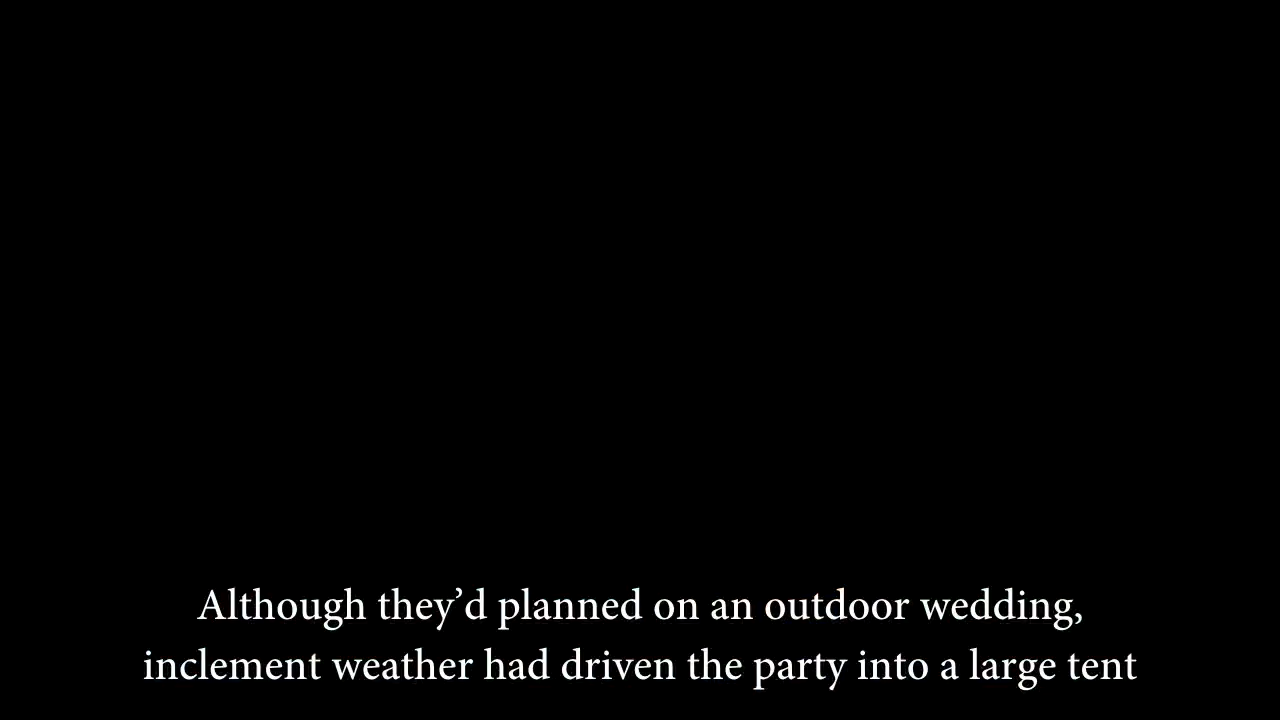 Although they’d planned on an outdoor wedding,
inclement weather had driven the party into a large tent